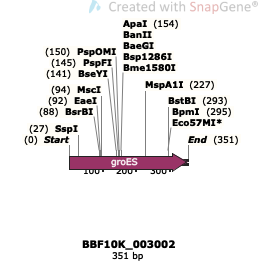 Created with SnapGene®
ApaI (154)
BanII
BaeGI
Bsp1286I
Bme1580I
(150) PspOMI
(145) PspFI
(141) BseYI
MspA1I (227)
(94) MscI
(92) EaeI
(88) BsrBI
BstBI (293)
BpmI (295)
Eco57MI*
(27) SspI
(0) Start
End (351)
groES
100 200 300
BBF10K_003002
351 bp